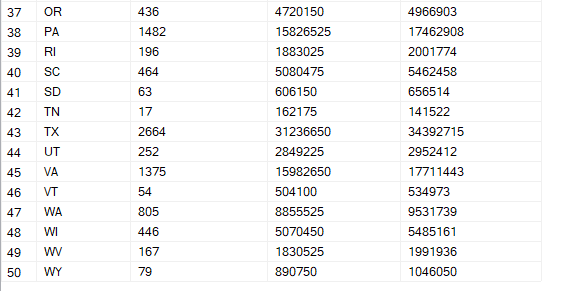 37 OR 436 4720150 4966903
38 PA 1482 15826525 17462908
39 RI 196 1883025 2001774
40 SC 464 5080475 5462458
41 SD 63 606150 656514
42 TN 17 162175 141522
43 TX 2664 31236650 34392715
44 UT 252 2849225 2952412
45 VA 1375 15982650 17711443
46 VT 54 504100 534973
47 WA 805 8855525 9531739
48 WI 446 5070450 5485161
49 WV 167 1830525 1991936
50 WY 79 890750 1046050